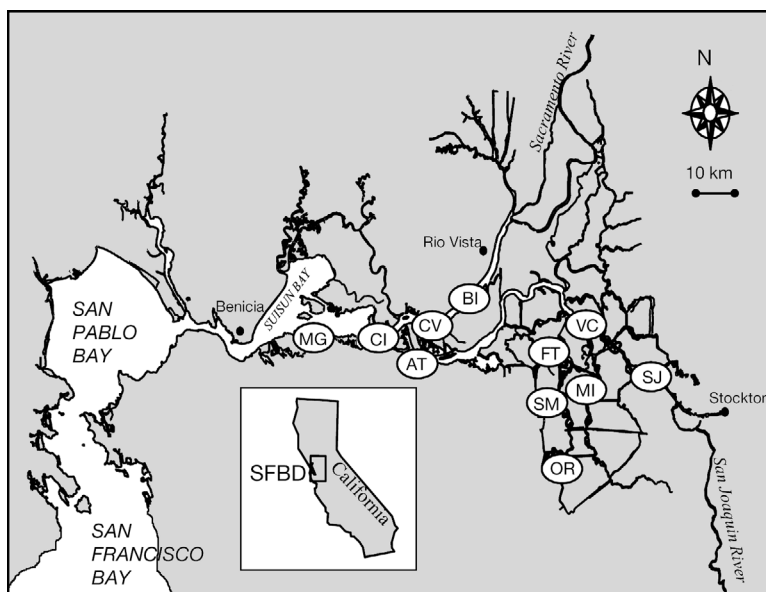 N
Sacramento River
10 km
Rio Vista
BI
SUISUN BAY
SAN
PABLO
BAY
Benicia
MG
CI
CV
AT
VC
FT
SJ
MI
SM
Stockton
OR
SFBD
California
San Joaquin River
SAN
FRANCISCO
BAY